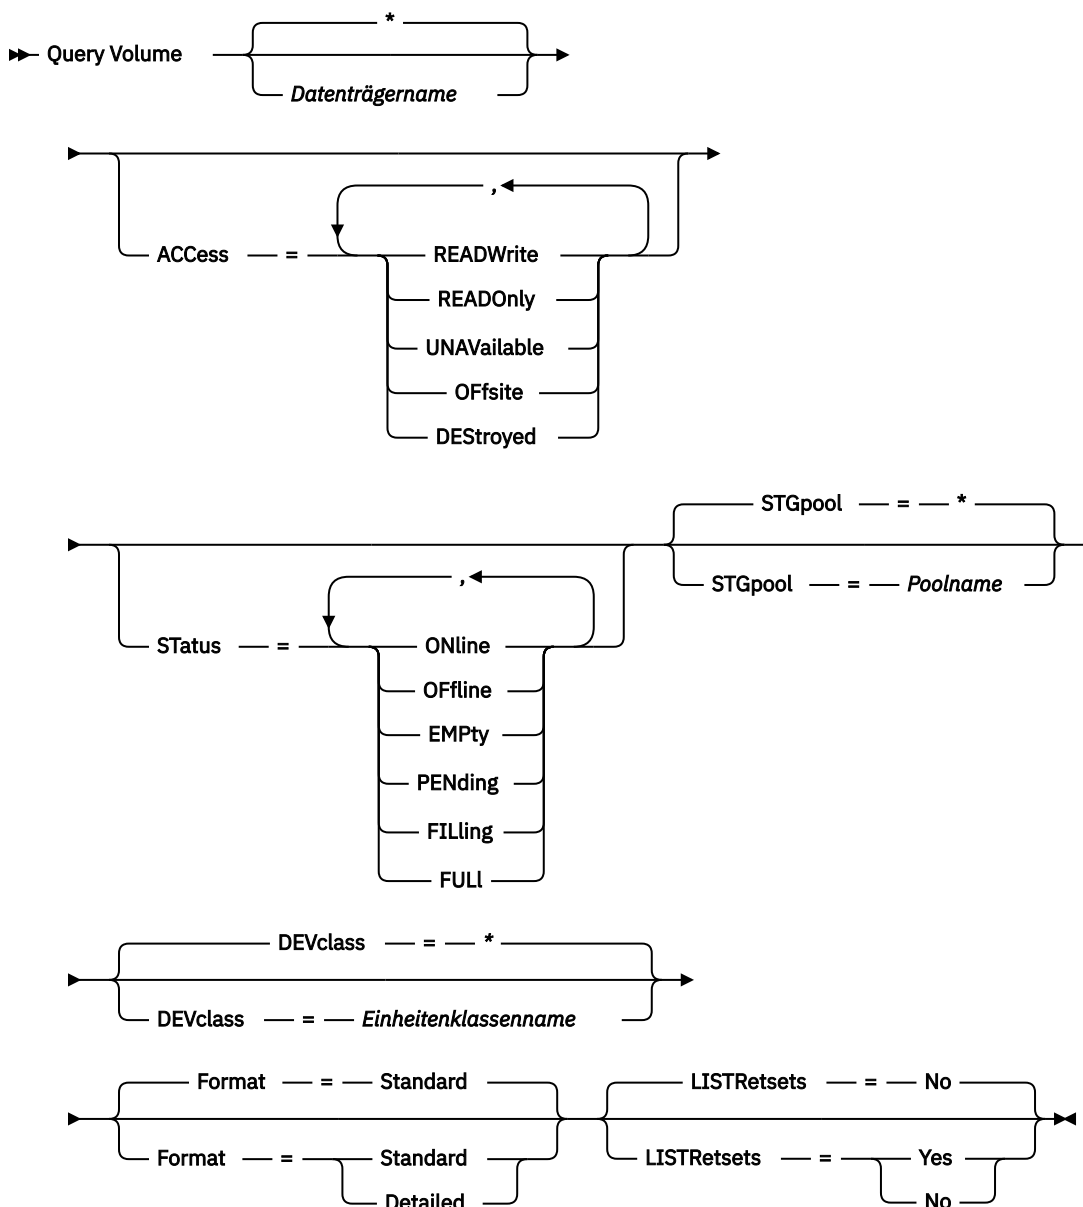 *
Query Volume
Datenträgername
,
ACCess = READWrite
READOnly
UNAVailable
OFfsite
DEStroyed
STGpool = *
STGpool = Poolname
,
STatus = ONline
OFfline
EMPty
PENding
FILling
FULl
DEVclass = *
DEVclass = Einheitenklassenname
Format = Standard LISTRetsets = No
Format = Standard LISTRetsets = Yes
Detailed No